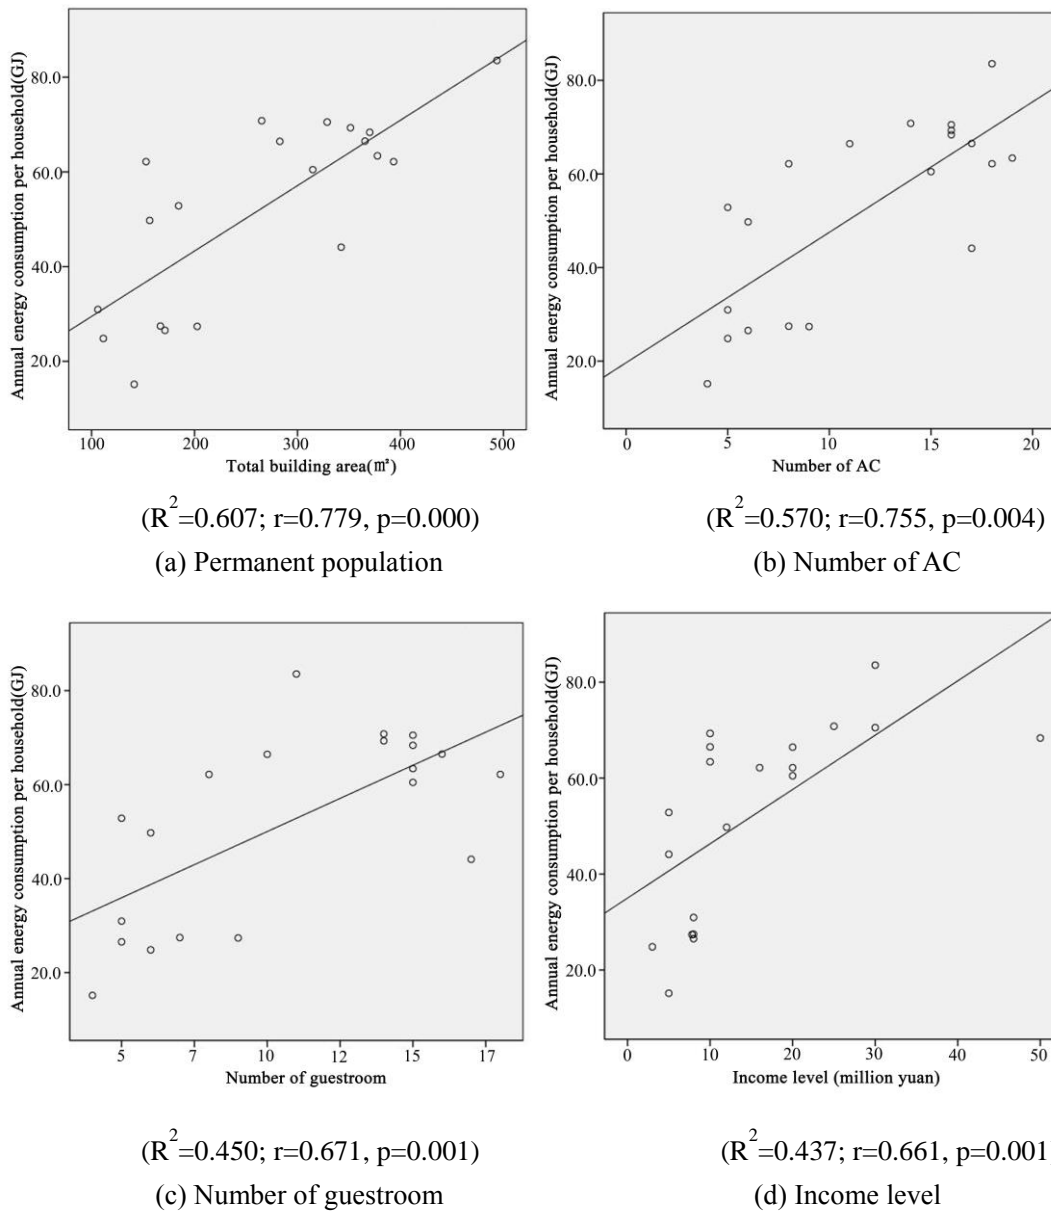 Annual energy consumption per household(GJ)
80.0
60.0
40.0
20.0
100 200 300 400 500
Total building area(㎡)
(R²=0.607; r=0.779, p=0.000)
(a) Permanent population
Annual energy consumption per household(GJ)
80.0
60.0
40.0
20.0
0 5 10 15 20
Number of AC
(R²=0.570; r=0.755, p=0.004)
(b) Number of AC
Annual energy consumption per household(GJ)
80.0
60.0
40.0
20.0
5 7 10 12 15 17
Number of guestroom
(R²=0.450; r=0.671, p=0.001)
(c) Number of guestroom
Annual energy consumption per household(GJ)
80.0
60.0
40.0
20.0
0 10 20 30 40 50
Income level (million yuan)
(R²=0.437; r=0.661, p=0.001
(d) Income level